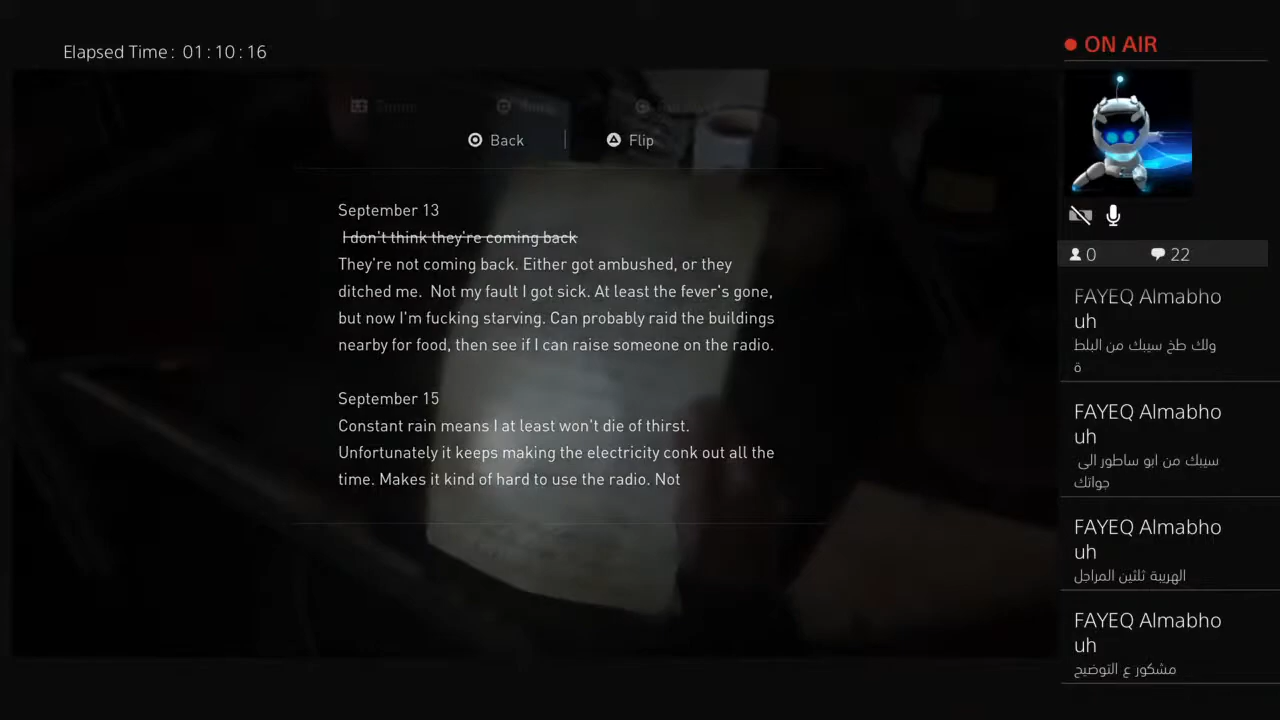 Elapsed Time: 01:10:16
ON AIR
Back
Flip
0
22
September 13
I don't think they're coming back
They're not coming back. Either got ambushed, or they
ditched me. Not my fault I got sick. At least the fever's gone,
but now I'm fucking starving. Can probably raid the buildings
nearby for food, then see if I can raise someone on the radio.
September 15
Constant rain means I at least won't die of thirst.
Unfortunately it keeps making the electricity conk out all the
time. Makes it kind of hard to use the radio. Not
FAYEQ Almabho
uh
ولك طخ سيبك من البلط
ة
FAYEQ Almabho
uh
سيبك من ابو ساطور الى
جواتك
FAYEQ Almabho
uh
الهريبة ثلثين المراجل
FAYEQ Almabho
uh
مشكور ع التوضيح